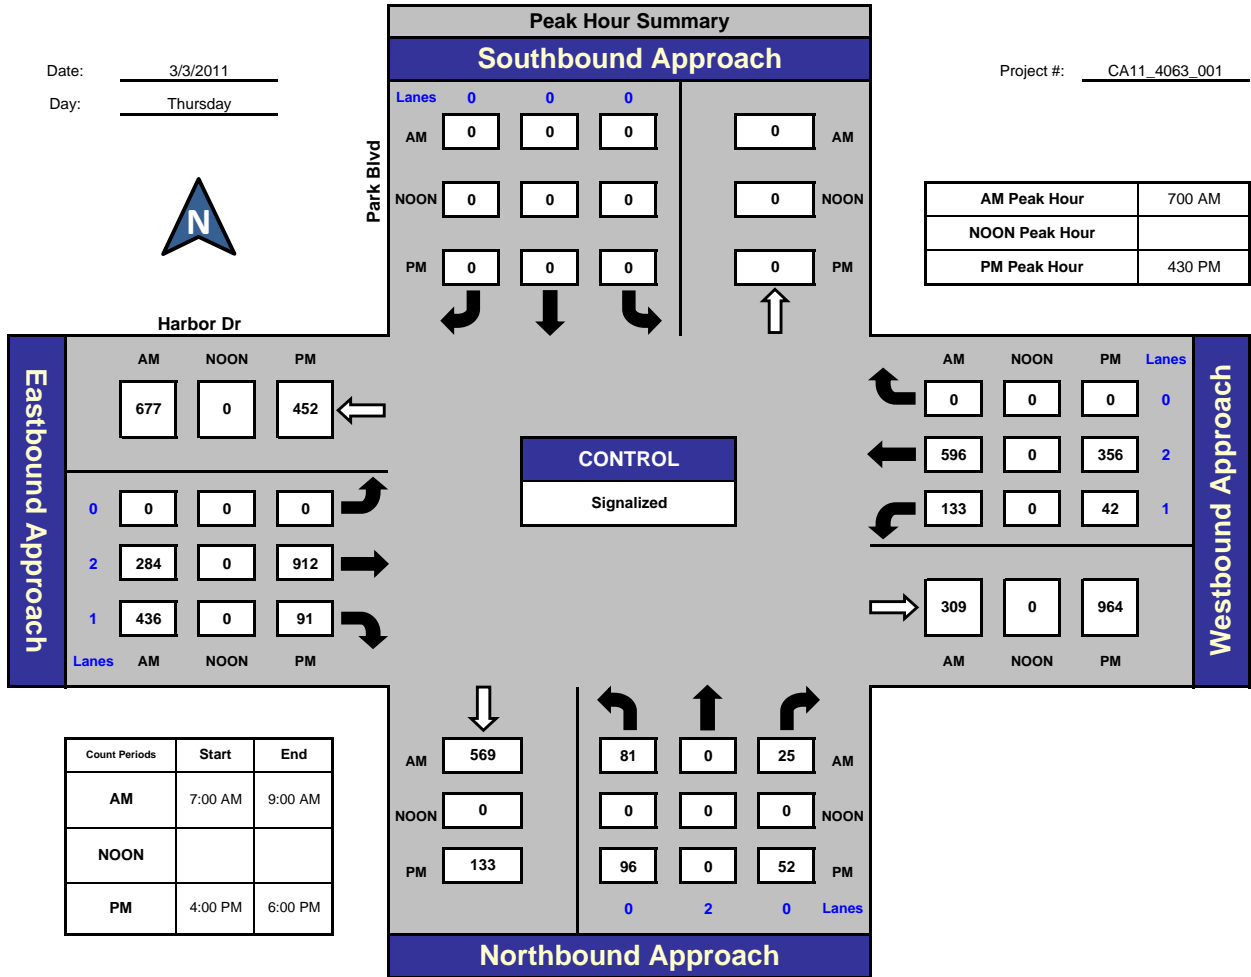 Peak Hour Summary
Southbound Approach
Date: 3/3/2011
Project #: CA11_4063_001
Day: Thursday
Lanes 0 0 0
AM 0 0 0 0 AM
Park Blvd
N
NOON 0 0 0 0 NOON
PM 0 0 0 0 PM
AM Peak Hour 700 AM
NOON Peak Hour
PM Peak Hour 430 PM
Harbor Dr
Eastbound Approach
AM NOON PM
677 0 452
0 0 0 0
2 284 0 912
1 436 0 91
Lanes AM NOON PM
CONTROL
Signalized
AM NOON PM Lanes
0 0 0 0
596 0 356 2
133 0 42 1
309 0 964
AM NOON PM
Westbound Approach
Count Periods Start End
AM 7:00 AM 9:00 AM
NOON
PM 4:00 PM 6:00 PM
AM 569 81 0 25 AM
NOON 0 0 0 0 NOON
PM 133 96 0 52 PM
0 2 0 Lanes
Northbound Approach